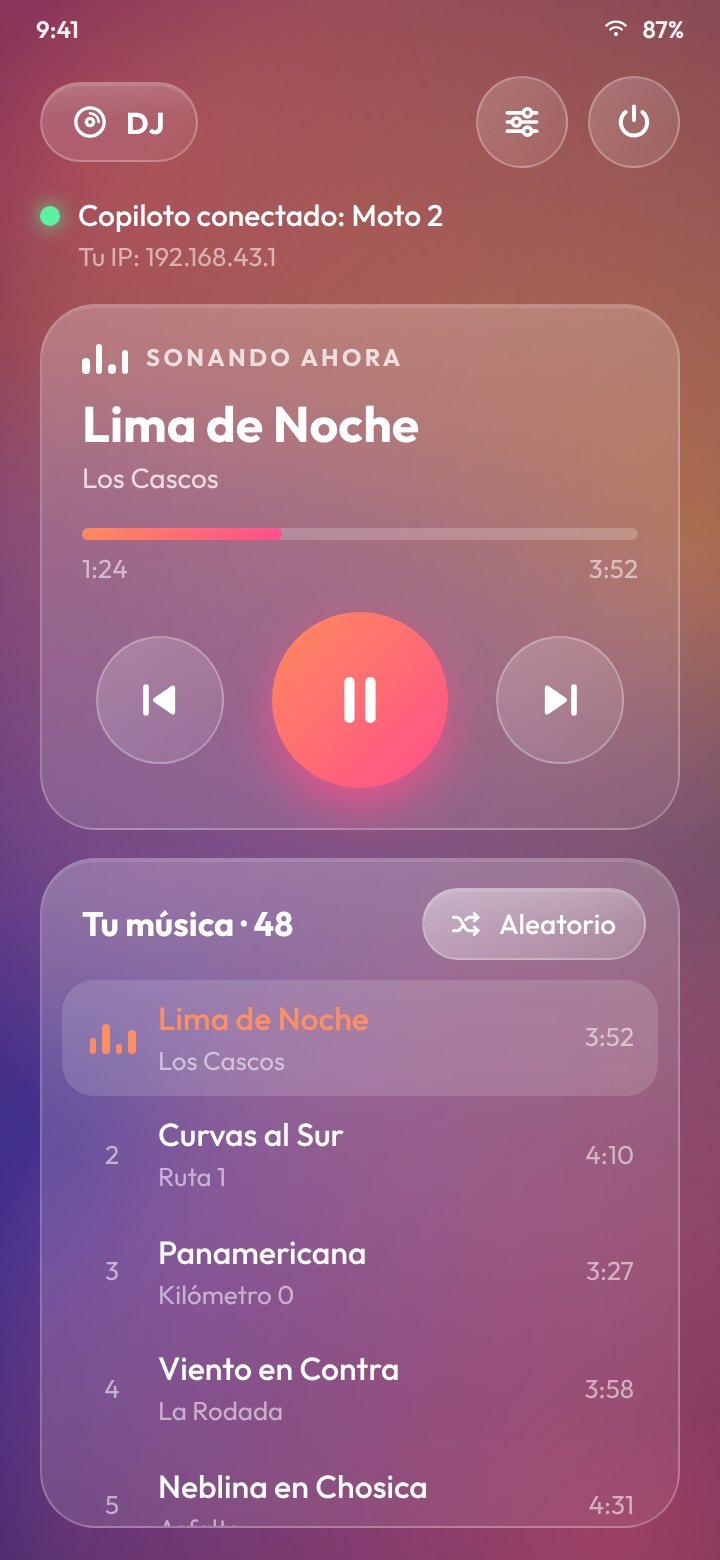 9:41
87%
DJ
Copiloto conectado: Moto 2
Tu IP: 192.168.43.1
SONANDO AHORA
Lima de Noche
Los Cascos
1:24
3:52
Tu música · 48
Aleatorio
Lima de Noche
Los Cascos
3:52
2
Curvas al Sur
Ruta 1
4:10
3
Panamericana
Kilómetro 0
3:27
4
Viento en Contra
La Rodada
3:58
5
Neblina en Chosica
4:31